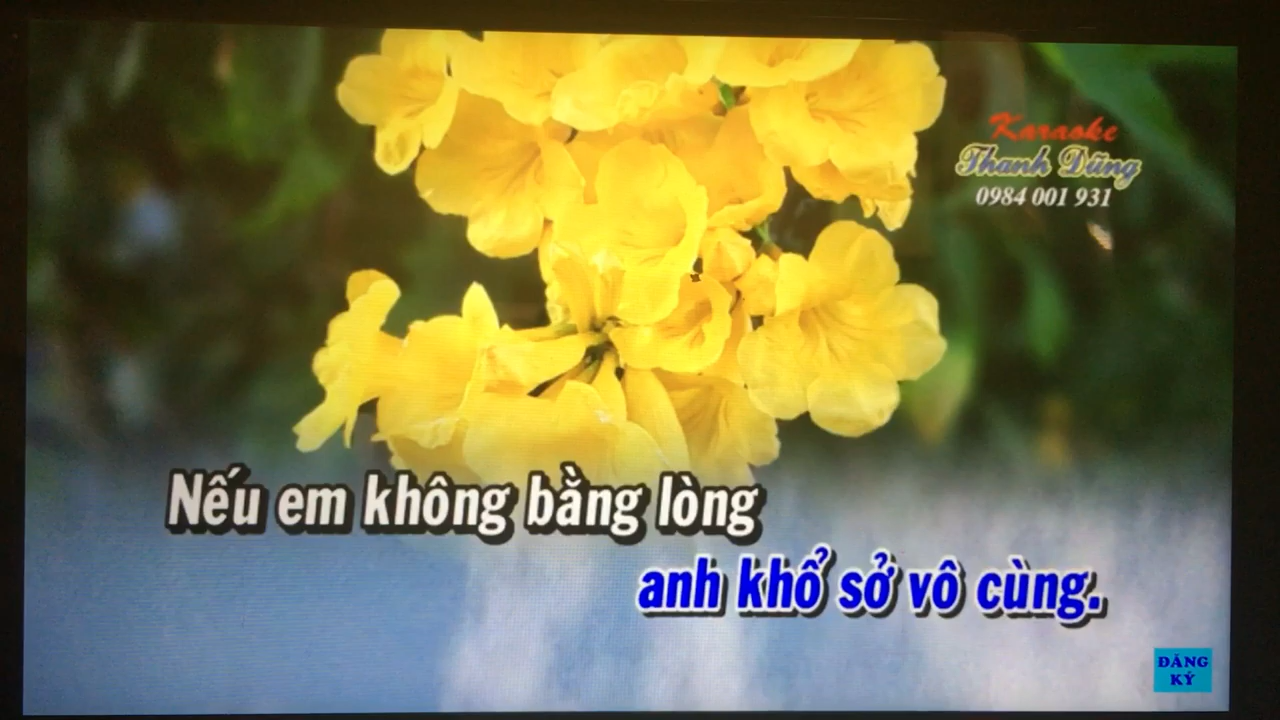 Karaoke
Thanh Dũng
0984 001 931
Nếu em không bằng lòng
anh khổ sở vô cùng.
ĐĂNG
KÝ